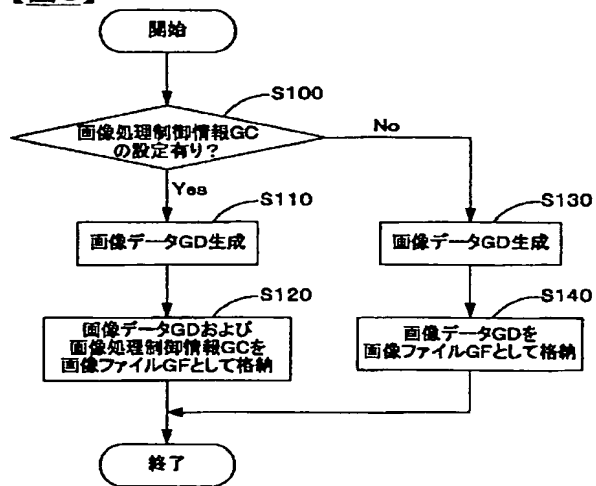 開始
S100
画像処理制御情報GC
の設定有り?
No
Yes
S110
画像データGD生成
S130
画像データGD生成
S120
画像データGDおよび
画像処理制御情報GCを
画像ファイルGFとして格納
S140
画像データGDを
画像ファイルGFとして格納
終了